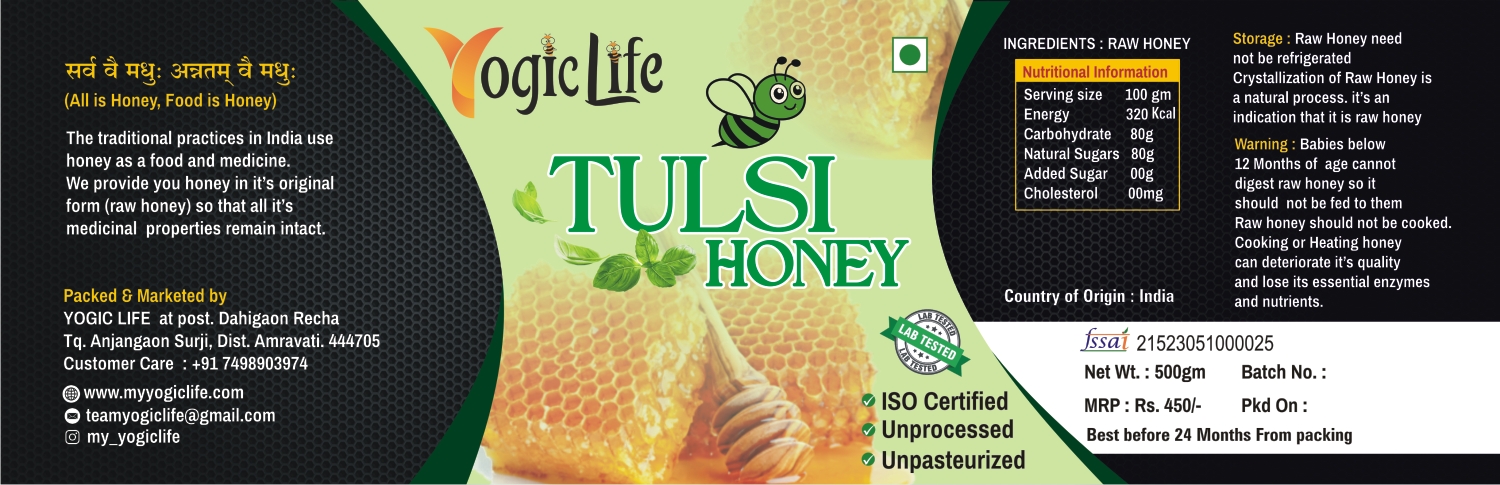 सर्व वै मधुः अन्नतम् वै मधुः
(All is Honey, Food is Honey)
The traditional practices in India use
honey as a food and medicine.
We provide you honey in it's original
form (raw honey) so that all it's
medicinal properties remain intact.
Packed & Marketed by
YOGIC LIFE at post. Dahigaon Recha
Tq. Anjangaon Surji, Dist. Amravati. 444705
Customer Care : +91 7498903974
www.myyogiclife.com
teamyogiclife@gmail.com
my_yogiclife
Yogic Life
TULSI
HONEY
LAB TESTED
LAB TESTED
LAB TESTED
ISO Certified
Unprocessed
Unpasteurized
INGREDIENTS : RAW HONEY
Nutritional Information
Serving size 100 gm
Energy 320 Kcal
Carbohydrate 80g
Natural Sugars 80g
Added Sugar 00g
Cholesterol 00mg
Country of Origin : India
Storage : Raw Honey need
not be refrigerated
Crystallization of Raw Honey is
a natural process. it's an
indication that it is raw honey
Warning : Babies below
12 Months of age cannot
digest raw honey so it
should not be fed to them
Raw honey should not be cooked.
Cooking or Heating honey
can deteriorate it's quality
and lose its essential enzymes
and nutrients.
fssai 21523051000025
Net Wt. : 500gm Batch No. :
MRP : Rs. 450/- Pkd On :
Best before 24 Months From packing